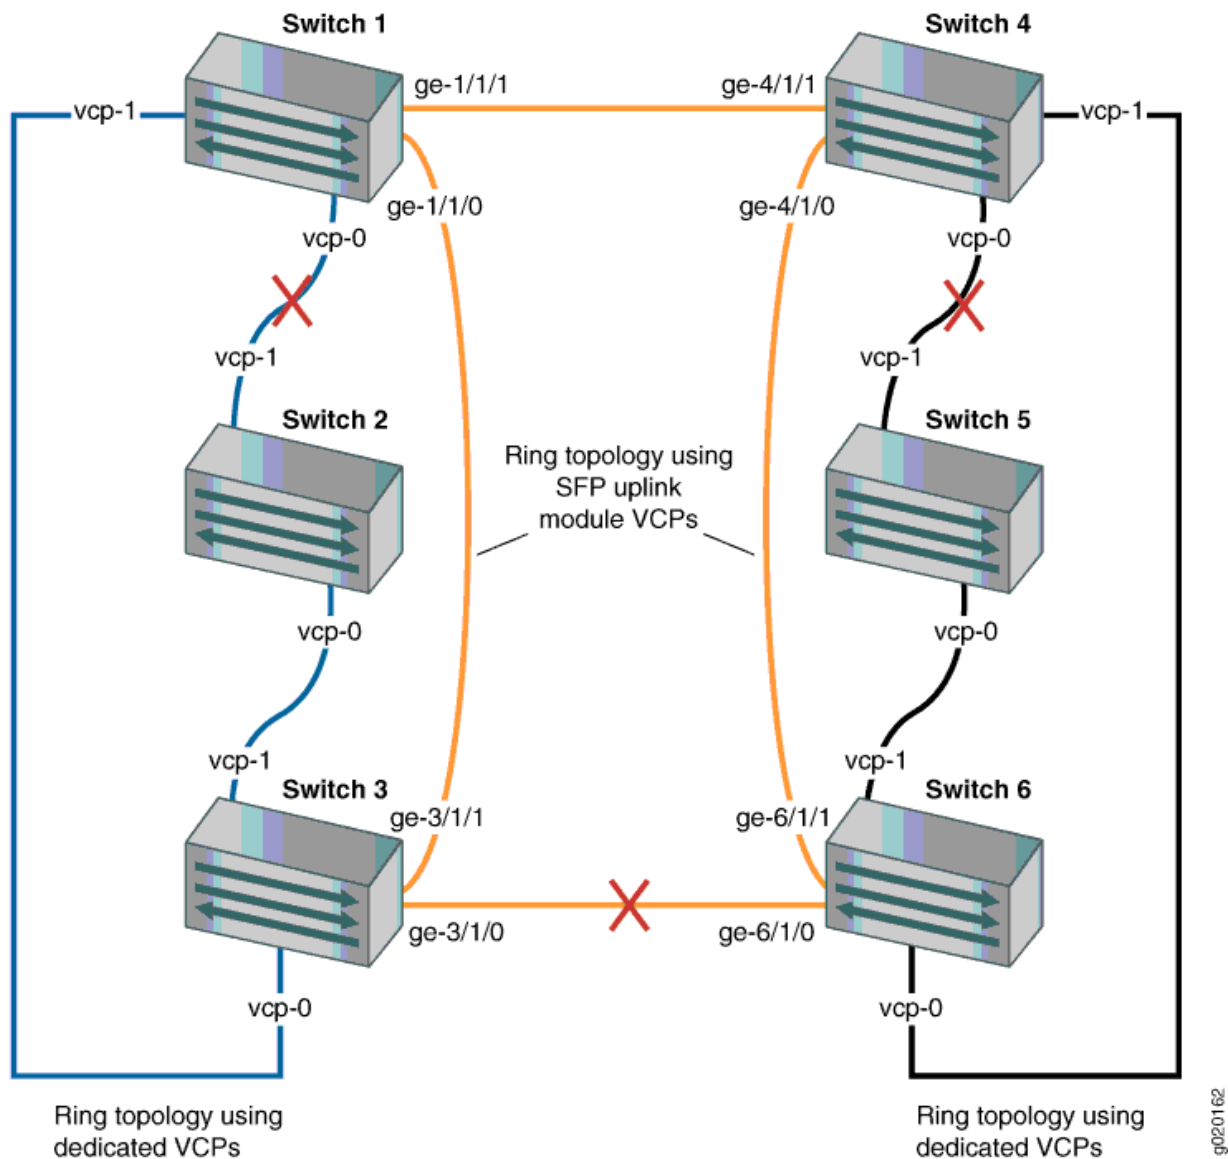 Switch 1
Switch 4
ge-1/1/1
ge-4/1/1
vcp-1
vcp-1
ge-1/1/0
ge-4/1/0
vcp-0
vcp-0
vcp-1
vcp-1
Switch 2
Switch 5
Ring topology using
SFP uplink
module VCPs
vcp-0
vcp-0
vcp-1
vcp-1
Switch 3
Switch 6
ge-3/1/1
ge-6/1/1
ge-3/1/0
ge-6/1/0
vcp-0
vcp-0
Ring topology using
dedicated VCPs
Ring topology using
dedicated VCPs
g020162